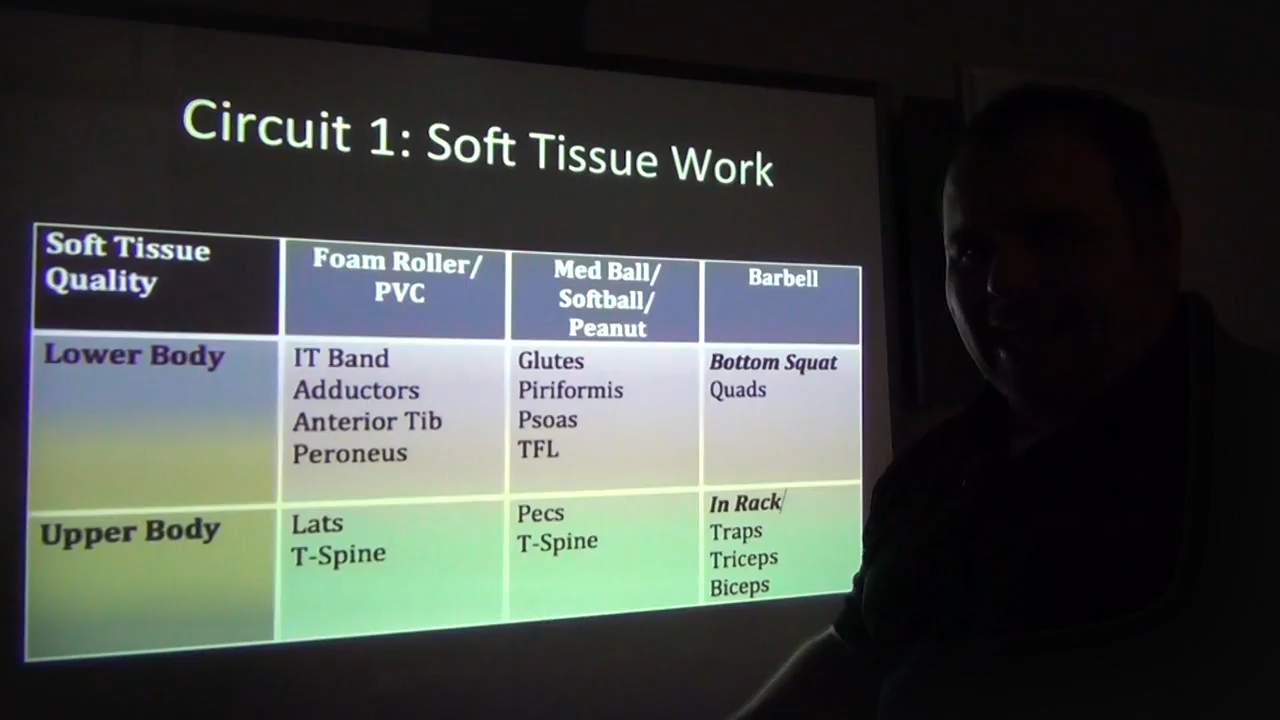 Circuit 1: Soft Tissue Work
Soft Tissue
Quality
Foam Roller/
PVC
Med Ball/
Softball/
Peanut
Barbell
Lower Body
IT Band
Adductors
Anterior Tib
Peroneus
Glutes
Piriformis
Psoas
TFL
Bottom Squat
Quads
Upper Body
Lats
T-Spine
Pecs
T-Spine
In Rack/
Traps
Triceps
Biceps